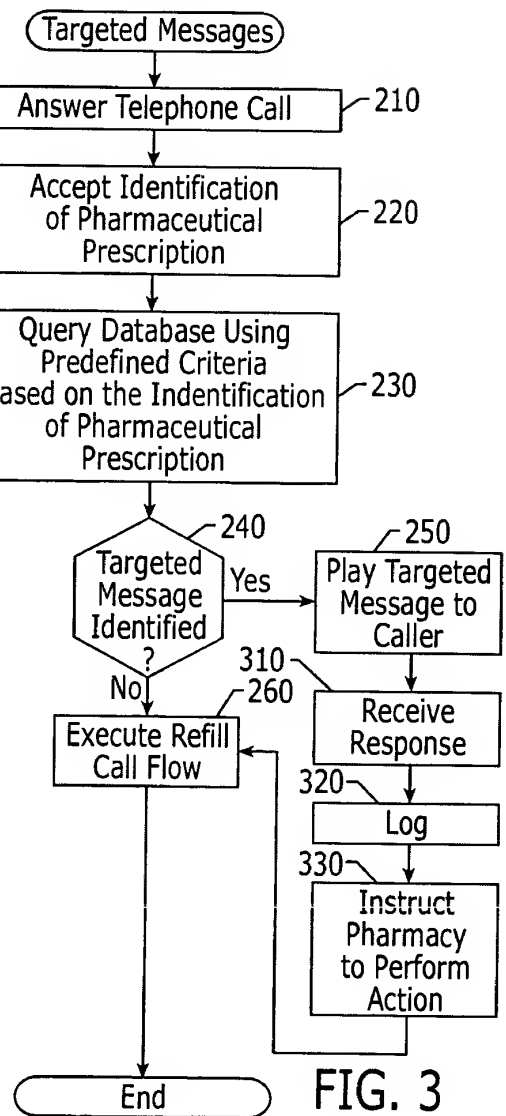 Targeted Messages
Answer Telephone Call
210
Accept Identification
of Pharmaceutical
Prescription
220
Query Database Using
Predefined Criteria
ased on the Indentification
of Pharmaceutical
Prescription
230
240
Targeted
Message
Identified
?
Yes
No
250
Play Targeted
Message to
Caller
310
Receive
Response
260
Execute Refill
Call Flow
320
Log
330
Instruct
Pharmacy
to Perform
Action
End
FIG. 3